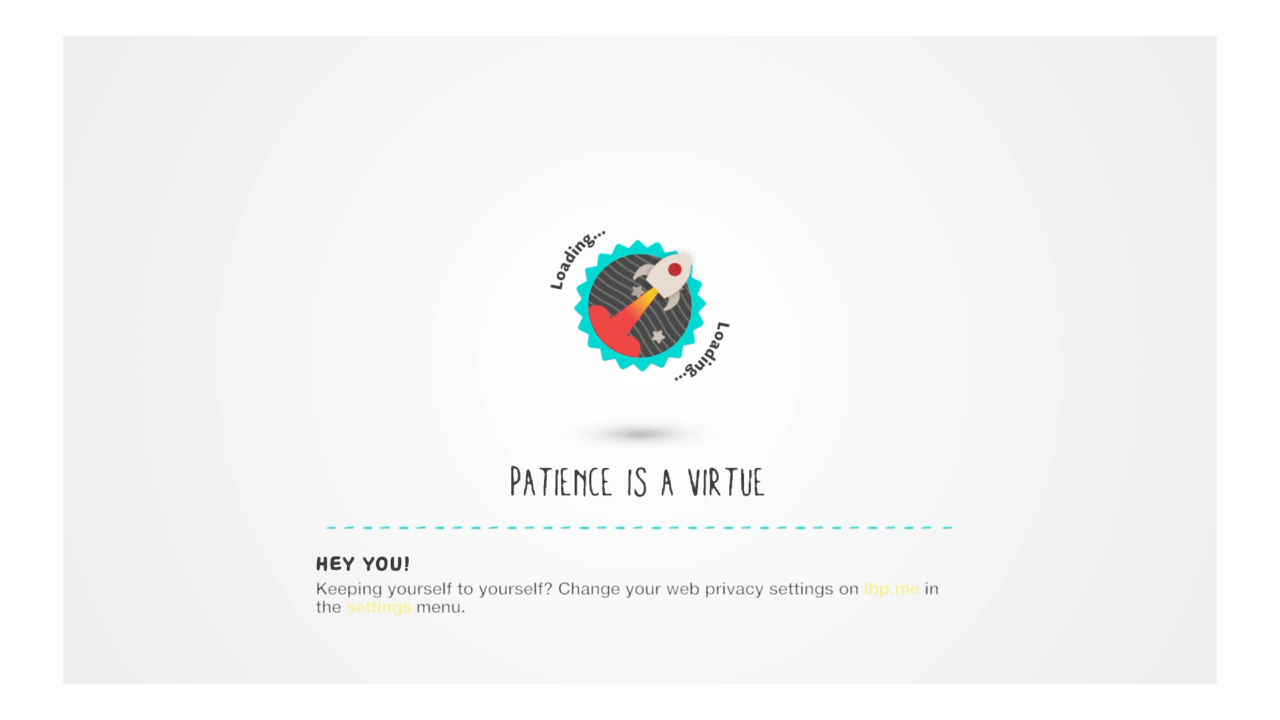 Loading...
Loading...
PATIENCE IS A VIRTUE
HEY YOU!
Keeping yourself to yourself? Change your web privacy settings on lbp.me in
the settings menu.